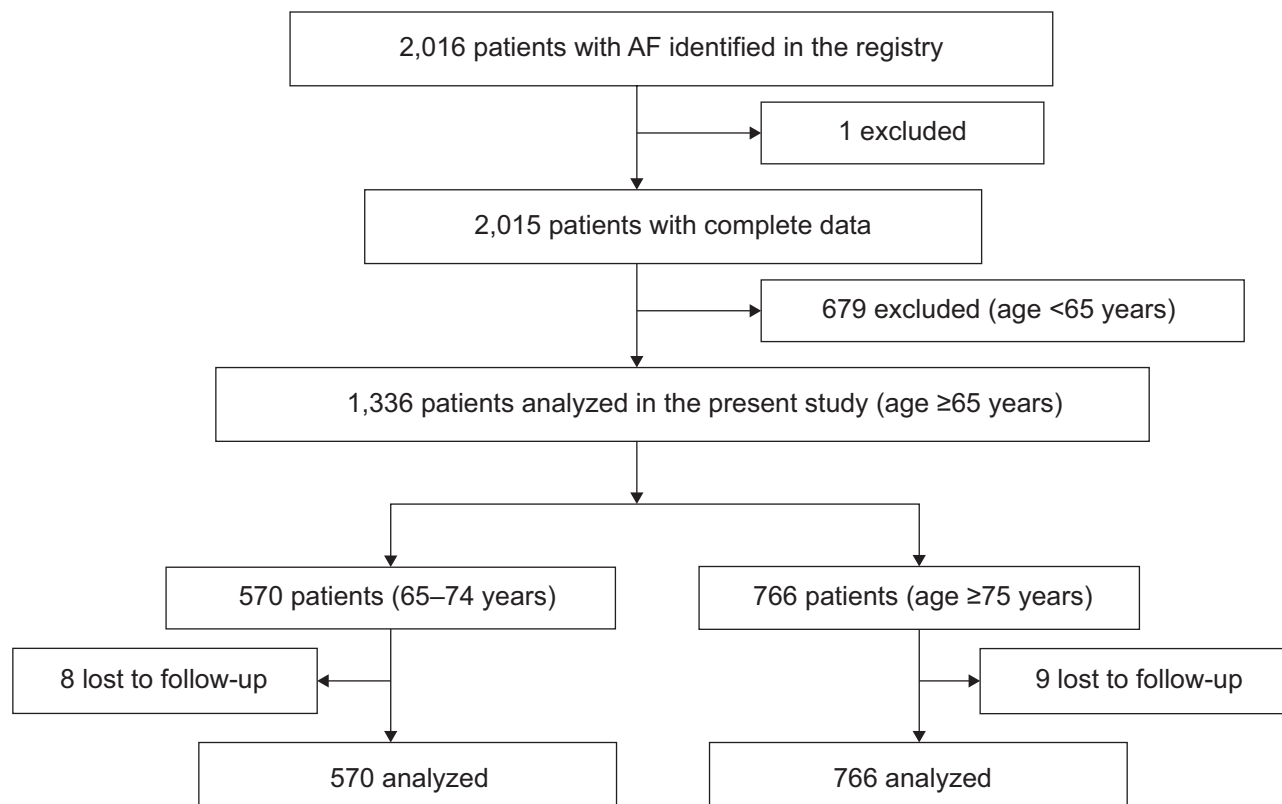 2,016 patients with AF identified in the registry
1 excluded
2,015 patients with complete data
679 excluded (age <65 years)
1,336 patients analyzed in the present study (age ≥65 years)
570 patients (65–74 years)
766 patients (age ≥75 years)
8 lost to follow-up
9 lost to follow-up
570 analyzed
766 analyzed